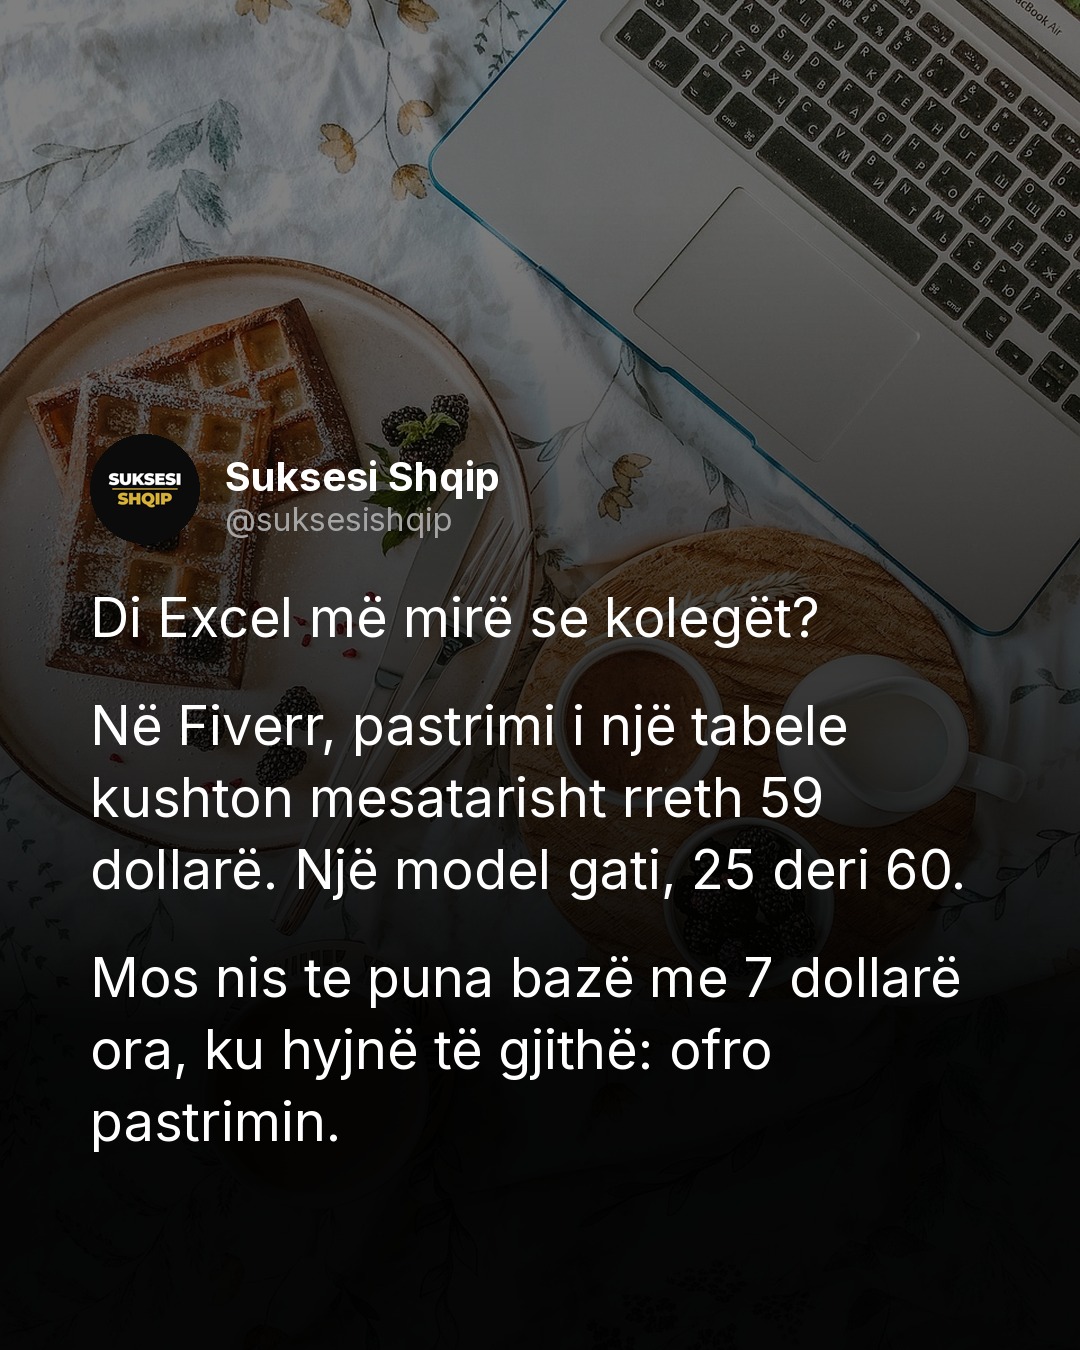 MacBook Air
SUKSESI
SHQIP
Suksesi Shqip
@suksesishqip
Di Excel më mirë se kolegët?
Në Fiverr, pastrimi i një tabele
kushton mesatarisht rreth 59
dollarë. Një model gati, 25 deri 60.
Mos nis te puna bazë me 7 dollarë
ora, ku hyjnë të gjithë: ofro
pastrimin.